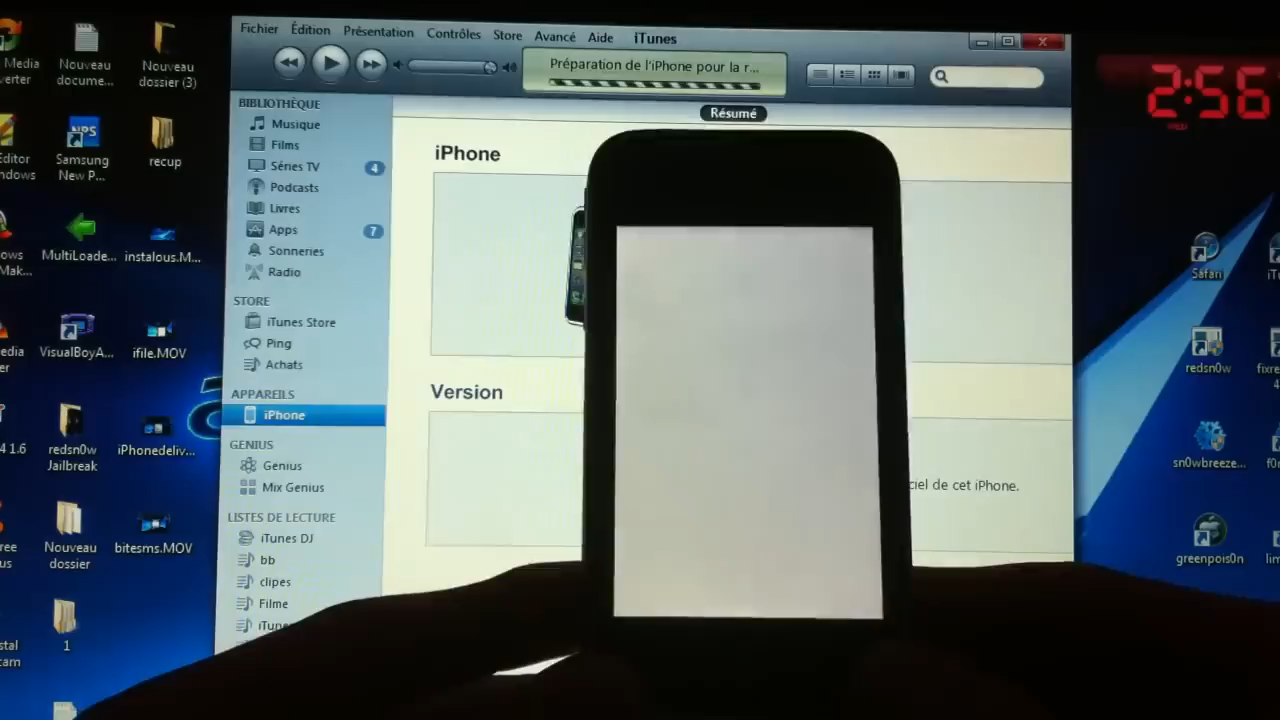 Fichier Édition Présentation Contrôles Store Avancé Aide iTunes
Préparation de l'iPhone pour la r...
Résumé
BIBLIOTHÈQUE
Musique
Films
Séries TV 4
Podcasts
Livres
Apps 7
Sonneries
Radio
STORE
iTunes Store
Ping
Achats
APPAREILS
iPhone
GENIUS
Genius
Mix Genius
LISTES DE LECTURE
iTunes DJ
bb
clipes
Filme
iPhone
Version
ciel de cet iPhone.
Media
Nouveau
docume...
Nouveau
dossier (3)
Samsung
New P...
recup
MultiLoade...
instalous.M...
VisualBoyA...
ifile.MOV
redsn0w
Jailbreak
iPhonedeliv...
Nouveau
dossier
bitesms.MOV
1
2:56
WED
Safari
redsn0w
sn0wbreeze...
greenpois0n